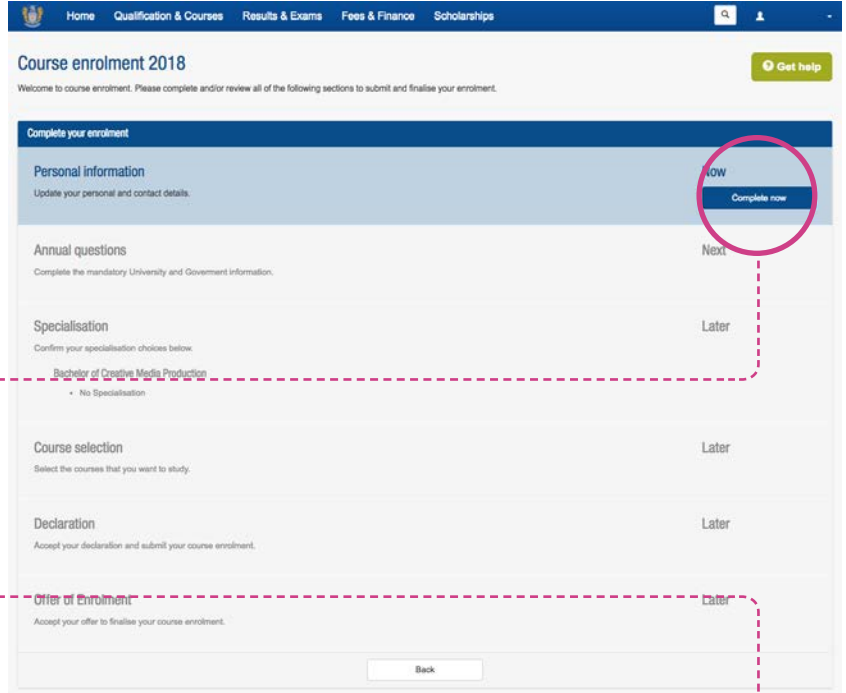 Home Qualification & Courses Results & Exams Fees & Finance Scholarships
Course enrolment 2018
Get help
Welcome to course enrolment. Please complete and/or review all of the following sections to submit and finalise your enrolment.
Complete your enrolment
Personal information Now
Update your personal and contact details. Complete now
Annual questions Next
Complete the mandatory University and Goverment information.
Specialisation Later
Confirm your specialisation choices below.
Bachelor of Creative Media Production
• No Specialisation
Course selection Later
Select the courses that you want to study.
Declaration Later
Accept your declaration and submit your course enrolment.
Offer of Enrolment Later
Accept your offer to finalise your course enrolment.
Back